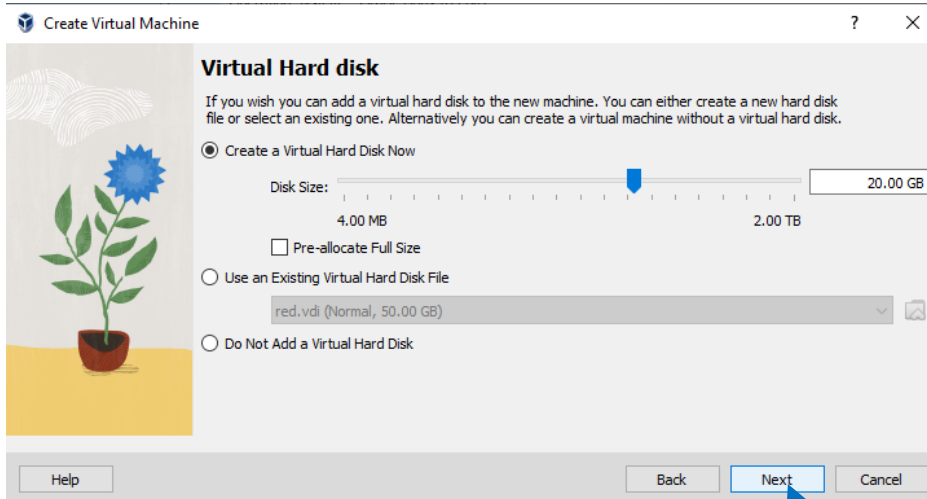 Create Virtual Machine
?
Virtual Hard disk
If you wish you can add a virtual hard disk to the new machine. You can either create a new hard disk
file or select an existing one. Alternatively you can create a virtual machine without a virtual hard disk.
Create a Virtual Hard Disk Now
Disk Size:
20.00 GB
4.00 MB
2.00 TB
Pre-allocate Full Size
Use an Existing Virtual Hard Disk File
red.vdi (Normal, 50.00 GB)
Do Not Add a Virtual Hard Disk
Help
Back
Next
Cancel